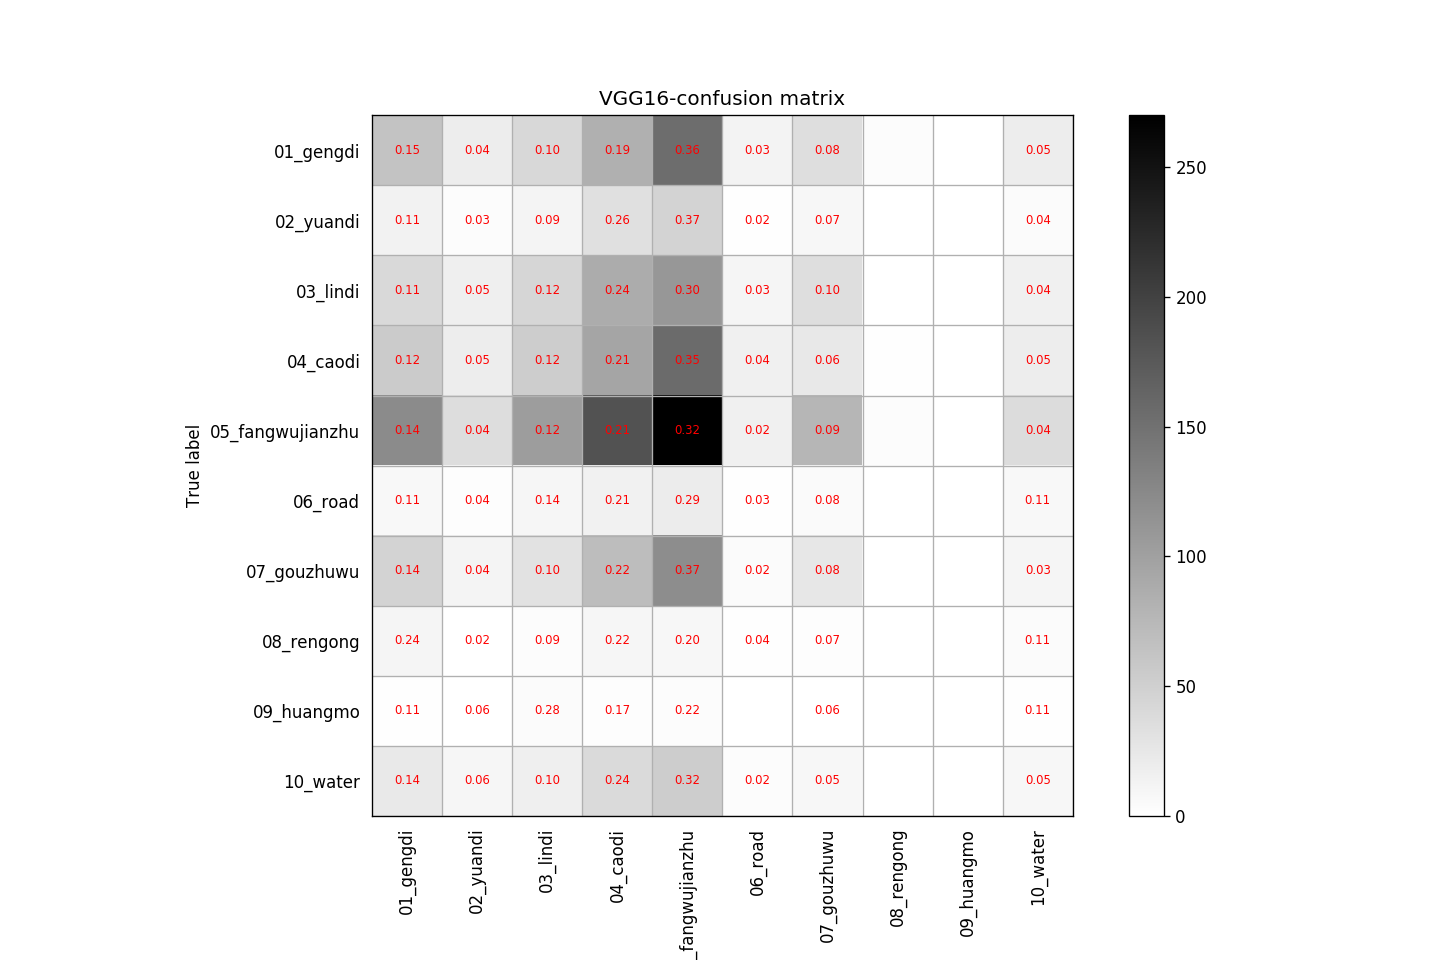 VGG16-confusion matrix
01_gengdi 0.15 0.04 0.10 0.19 0.36 0.03 0.08 0.05
02_yuandi 0.11 0.03 0.09 0.26 0.37 0.02 0.07 0.04
03_lindi 0.11 0.05 0.12 0.24 0.30 0.03 0.10 0.04
04_caodi 0.12 0.05 0.12 0.21 0.35 0.04 0.06 0.05
05_fangwujianzhu 0.14 0.04 0.12 0.21 0.32 0.02 0.09 0.04
06_road 0.11 0.04 0.14 0.21 0.29 0.03 0.08 0.11
07_gouzhuwu 0.14 0.04 0.10 0.22 0.37 0.02 0.08 0.03
08_rengong 0.24 0.02 0.09 0.22 0.20 0.04 0.07 0.11
09_huangmo 0.11 0.06 0.28 0.17 0.22 0.06 0.11
10_water 0.14 0.06 0.10 0.24 0.32 0.02 0.05 0.05
True label
01_gengdi
02_yuandi
03_lindi
04_caodi
_fangwujianzhu
06_road
07_gouzhuwu
08_rengong
09_huangmo
10_water
250
200
150
100
50
0